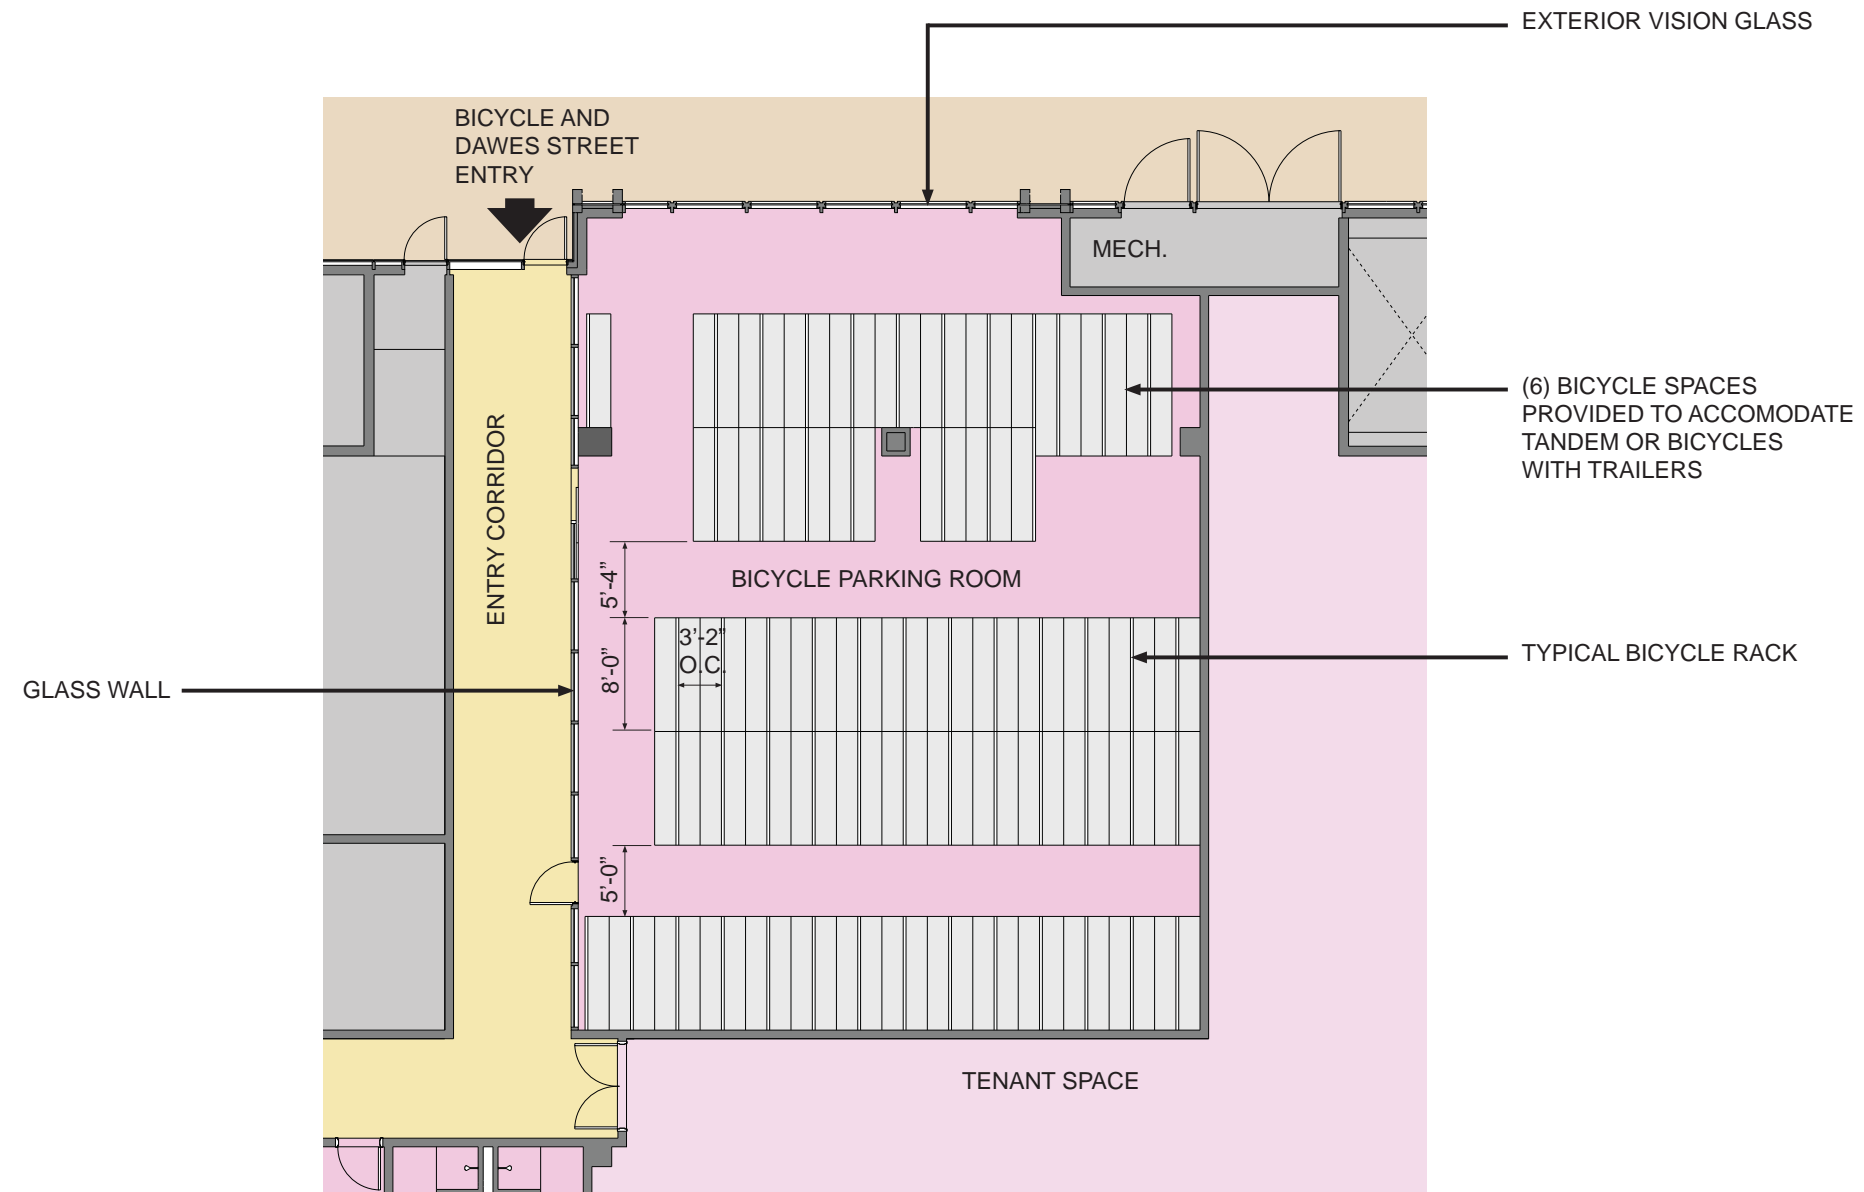 EXTERIOR VISION GLASS
BICYCLE AND
DAWES STREET
ENTRY
MECH.
(6) BICYCLE SPACES
PROVIDED TO ACCOMODATE
TANDEM OR BICYCLES
WITH TRAILERS
ENTRY CORRIDOR
5’-4”
BICYCLE PARKING ROOM
8’-0”
3’-2”
O.C.
TYPICAL BICYCLE RACK
GLASS WALL
5’-0”
TENANT SPACE